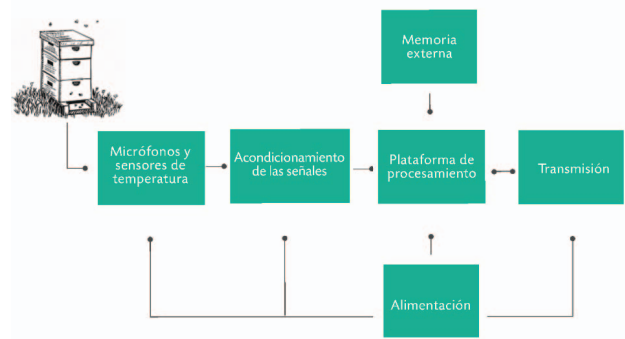 Memoria
externa
Micrófonos y
sensores de
temperatura
Acondicionamiento
de las señales
Plataforma de
procesamiento
Transmisión
Alimentación